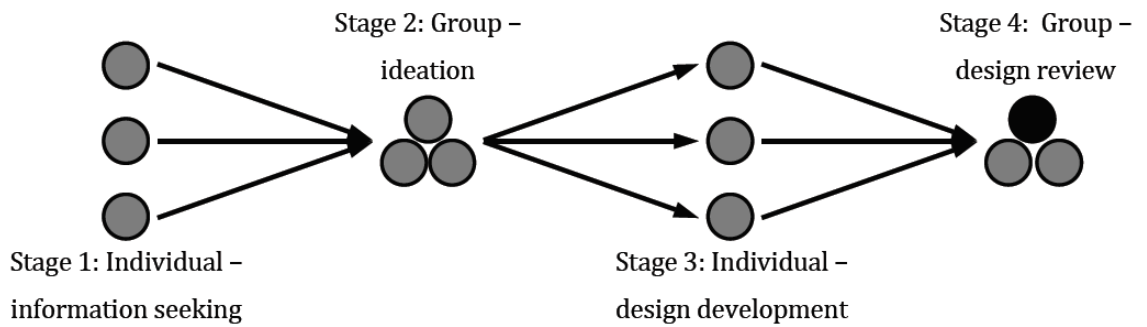 Stage 2: Group –
ideation
Stage 4:  Group –
design review
Stage 1: Individual –
information seeking
Stage 3: Individual –
design development